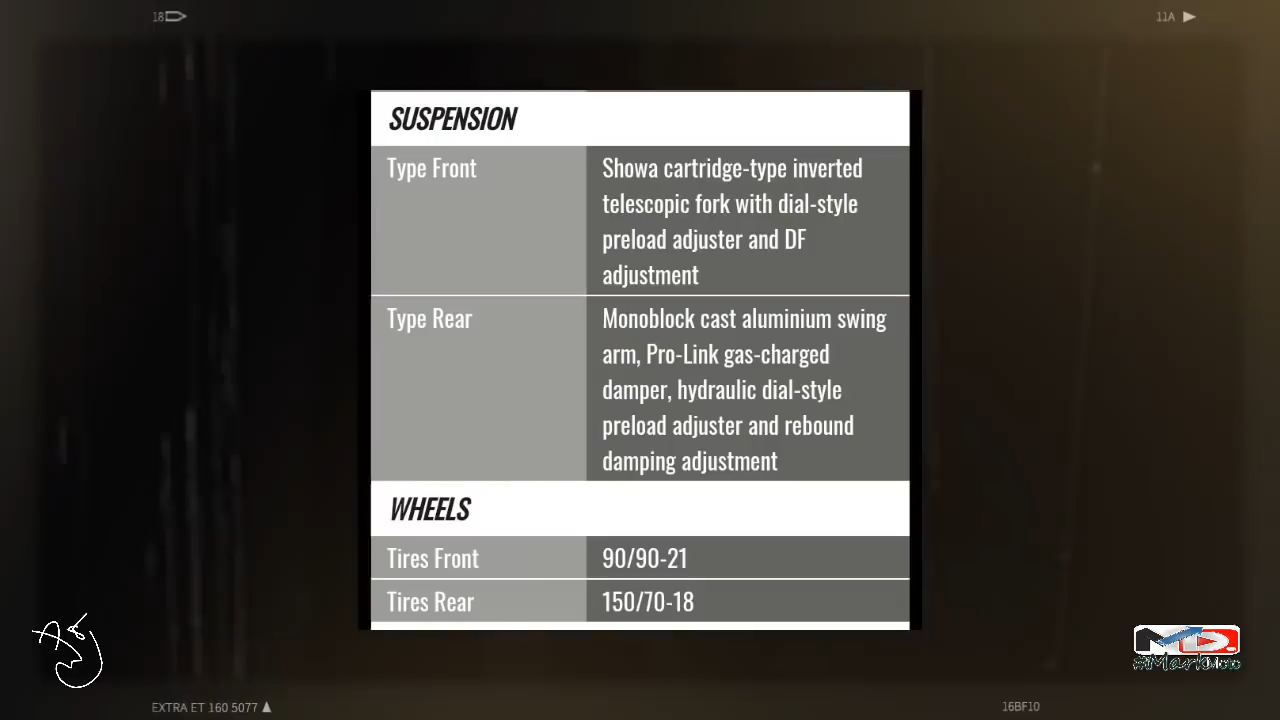 18
11A
SUSPENSION
Type Front
Showa cartridge-type inverted
telescopic fork with dial-style
preload adjuster and DF
adjustment
Type Rear
Monoblock cast aluminium swing
arm, Pro-Link gas-charged
damper, hydraulic dial-style
preload adjuster and rebound
damping adjustment
WHEELS
Tires Front
90/90-21
Tires Rear
150/70-18
MD.
EXTRA ET 160 5077
16BF10